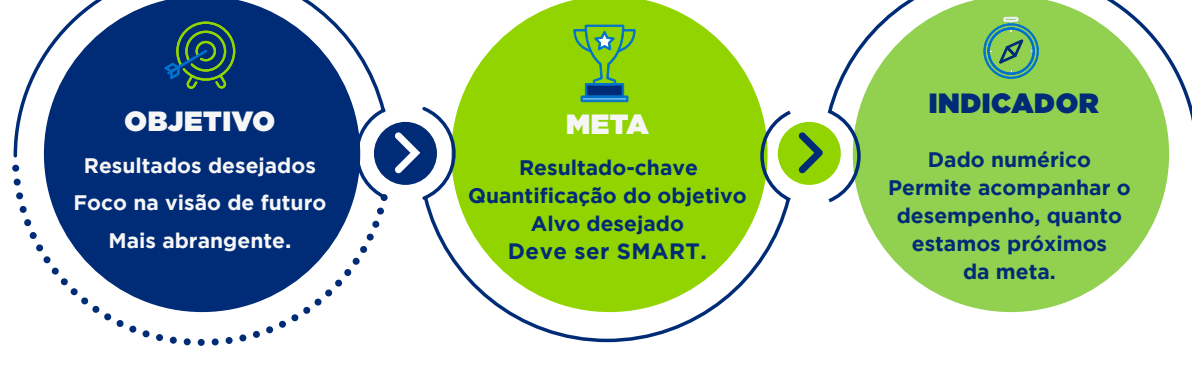 OBJETIVO
Resultados desejados
Foco na visão de futuro
Mais abrangente.
META
Resultado-chave
Quantificação do objetivo
Alvo desejado
Deve ser SMART.
INDICADOR
Dado numérico
Permite acompanhar o
desempenho, quanto
estamos próximos
da meta.